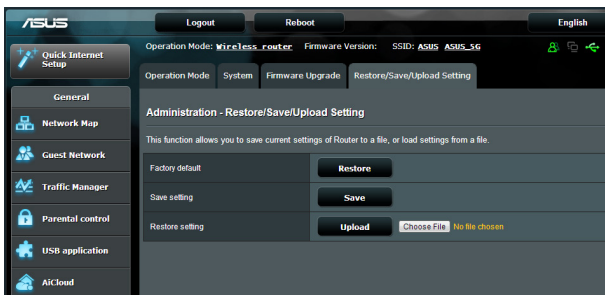 ASUS Logout Reboot English
Quick Internet Setup
Operation Mode: Wireless router Firmware Version: SSID: ASUS ASUS_5G
Operation Mode System Firmware Upgrade Restore/Save/Upload Setting
General
Network Map
Guest Network
Traffic Manager
Parental control
USB application
AiCloud
Administration - Restore/Save/Upload Setting
This function allows you to save current settings of Router to a file, or load settings from a file.
Factory default Restore
Save setting Save
Restore setting Upload Choose File No file chosen